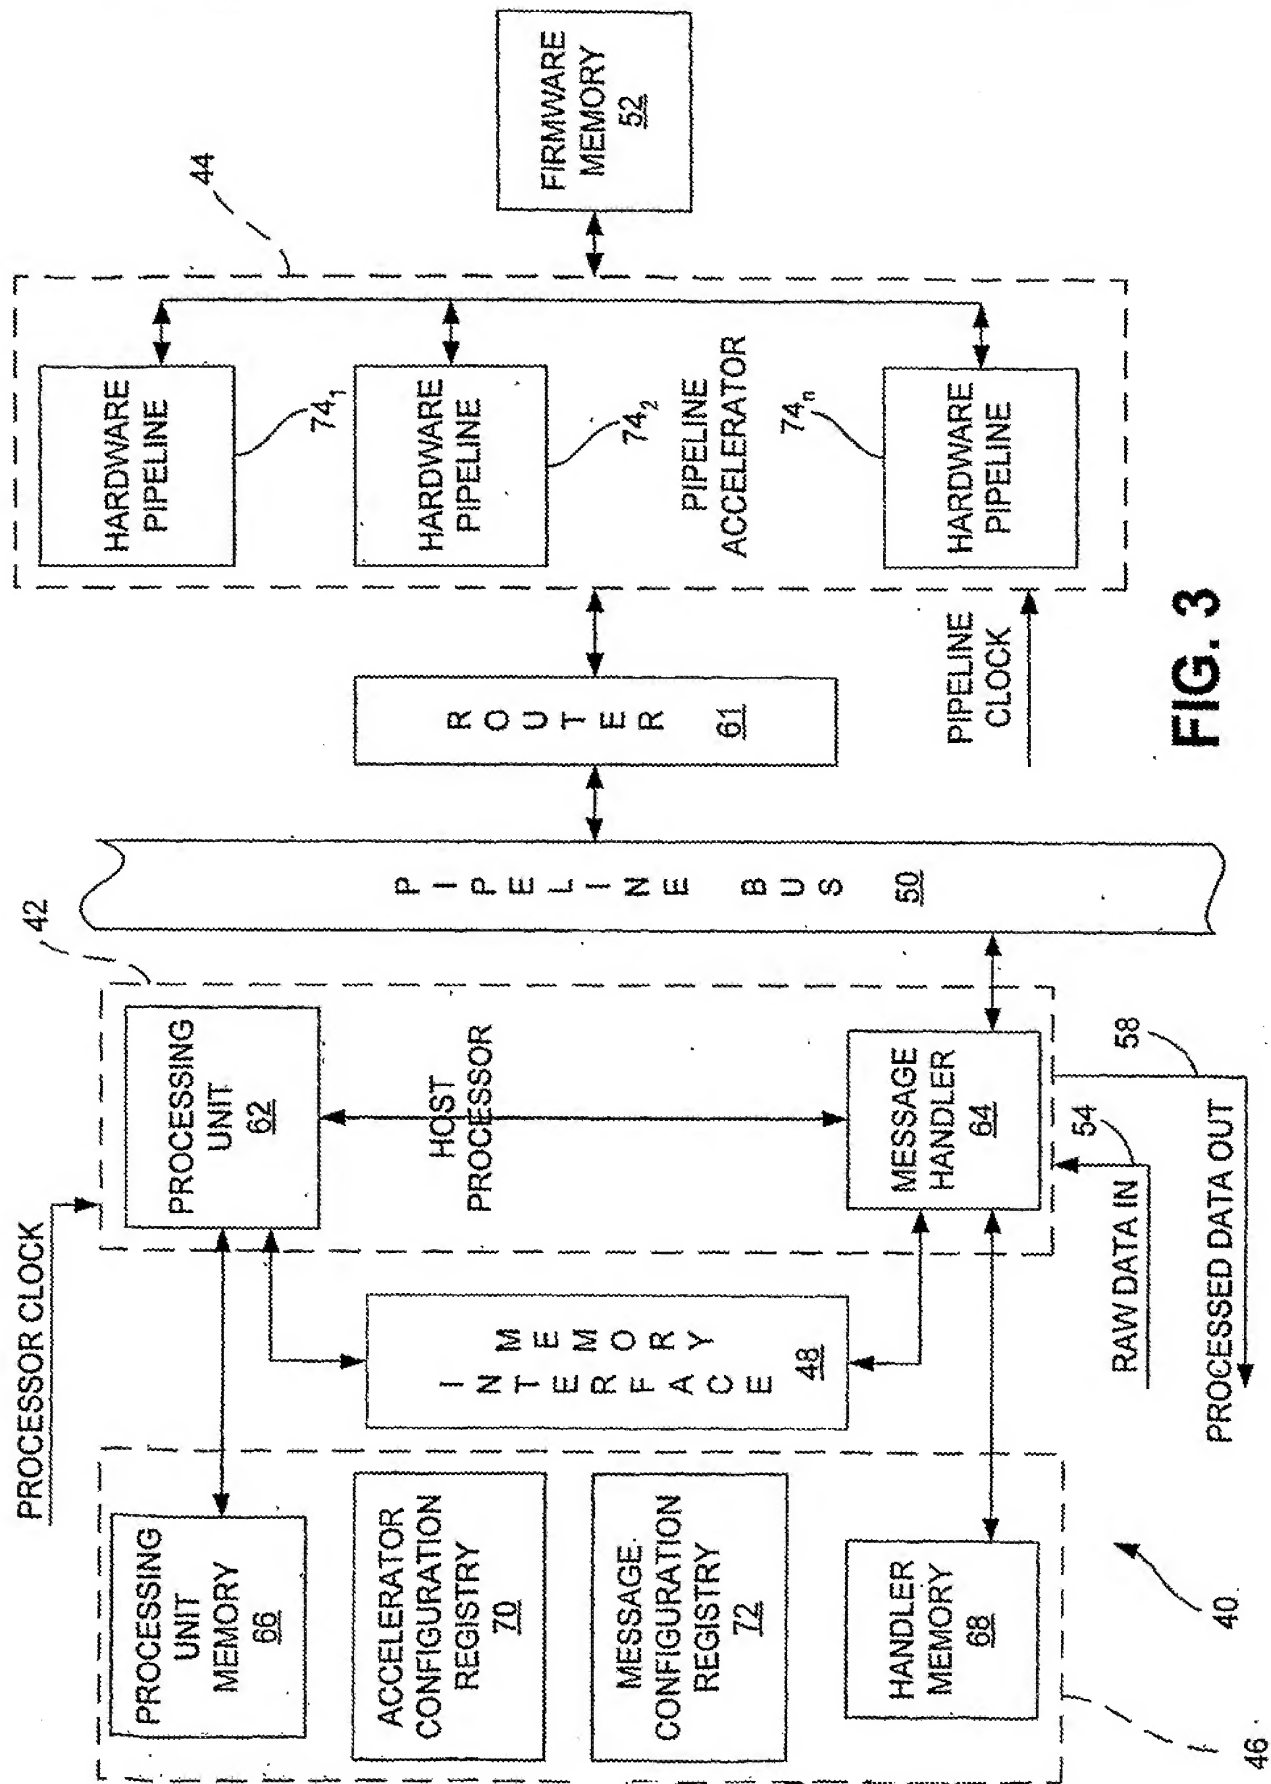 PROCESSOR CLOCK
42
44
PROCESSING
UNIT
MEMORY
66
ACCELERATOR
CONFIGURATION
REGISTRY
70
MESSAGE
CONFIGURATION
REGISTRY
72
HANDLER
MEMORY
68
46
40
MEMORY
INTERFACE
48
PROCESSING
UNIT
62
HOST
PROCESSOR
MESSAGE
HANDLER
64
RAW DATA IN
54
PROCESSED DATA OUT
58
PIPELINE BUS
50
ROUTER
61
PIPELINE
CLOCK
HARDWARE
PIPELINE
74₁
HARDWARE
PIPELINE
74₂
PIPELINE
ACCELERATOR
74ₙ
HARDWARE
PIPELINE
FIRMWARE
MEMORY
52
FIG. 3